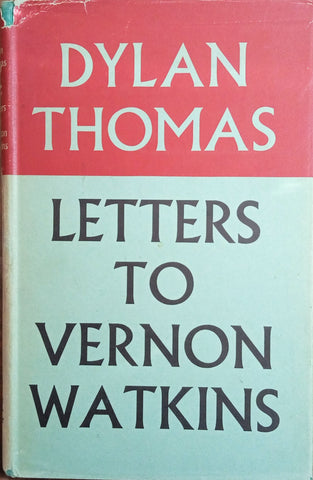 DYLAN
THOMAS
LETTERS
TO
VERNON
WATKINS